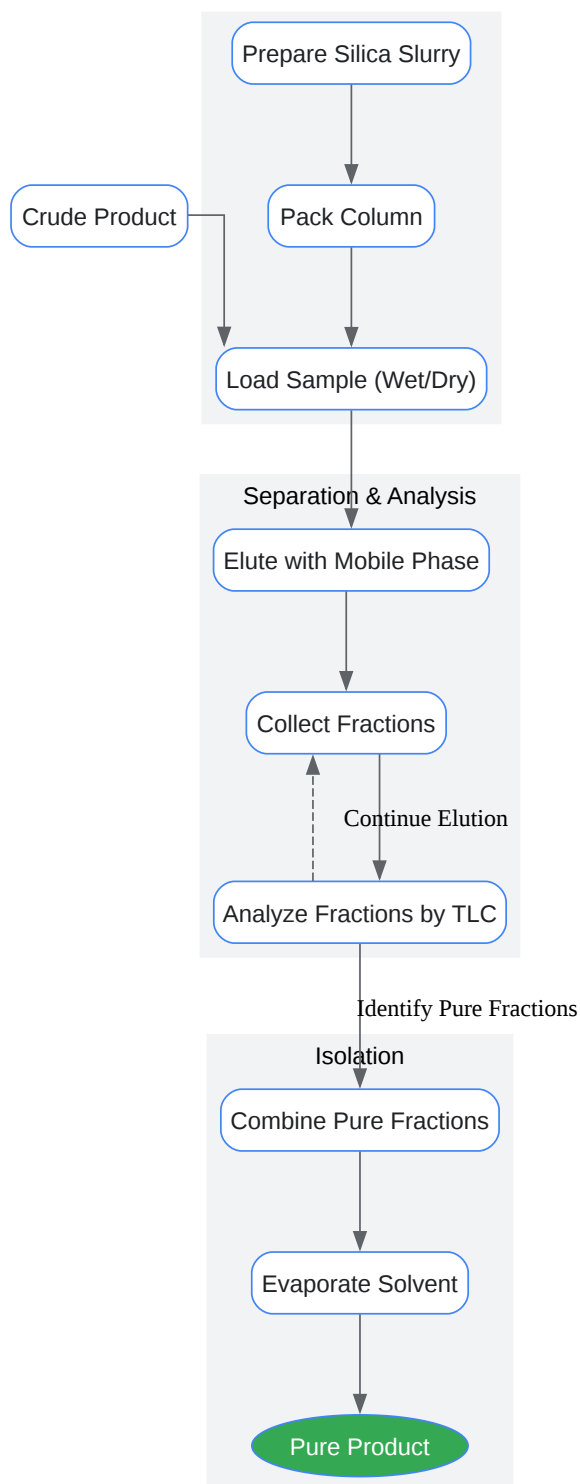 Prepare Silica Slurry
Crude Product
Pack Column
Load Sample (Wet/Dry)
Separation & Analysis
Elute with Mobile Phase
Collect Fractions
Continue Elution
Analyze Fractions by TLC
Identify Pure Fractions
Isolation
Combine Pure Fractions
Evaporate Solvent
Pure Product